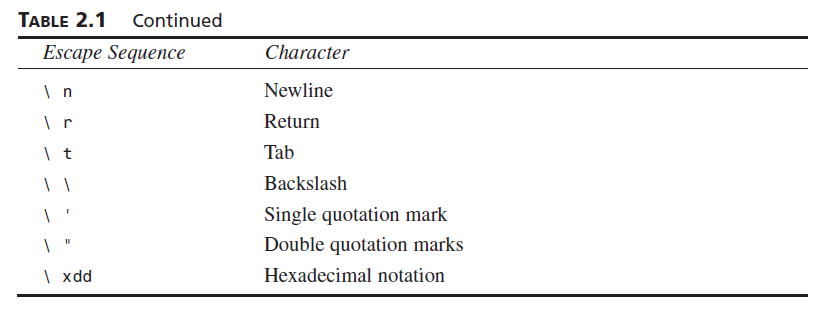 TABLE 2.1 Continued
Escape Sequence Character
\ n Newline
\ r Return
\ t Tab
\ \ Backslash
\ ' Single quotation mark
\ " Double quotation marks
\ xdd Hexadecimal notation